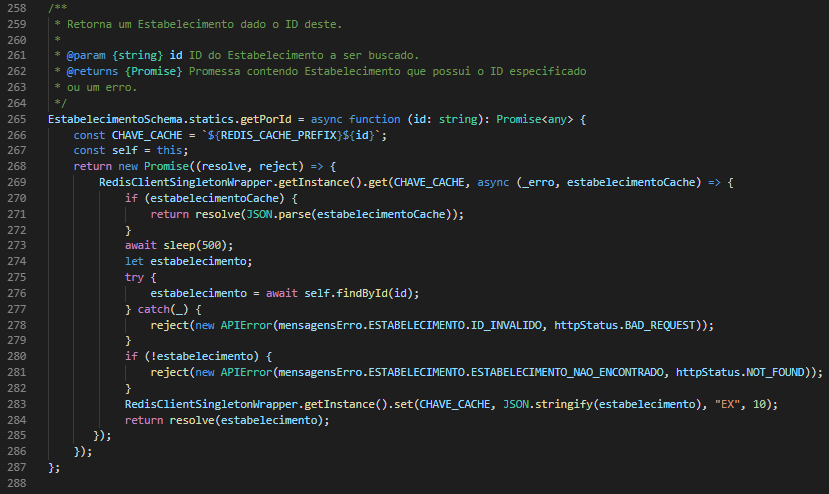 258 /**
259  * Retorna um Estabelecimento dado o ID deste.
260  *
261  * @param {string} id ID do Estabelecimento a ser buscado.
262  * @returns {Promise} Promessa contendo Estabelecimento que possui o ID especificado
263  * ou um erro.
264  */
265 EstabelecimentoSchema.statics.getPorId = async function (id: string): Promise<any> {
266     const CHAVE_CACHE = `${REDIS_CACHE_PREFIX}${id}`;
267     const self = this;
268     return new Promise((resolve, reject) => {
269         RedisClientSingletonWrapper.getInstance().get(CHAVE_CACHE, async (_erro, estabelecimentoCache) => {
270             if (estabelecimentoCache) {
271                 return resolve(JSON.parse(estabelecimentoCache));
272             }
273             await sleep(500);
274             let estabelecimento;
275             try {
276                 estabelecimento = await self.findById(id);
277             } catch(_) {
278                 reject(new APIError(mensagensErro.ESTABELECIMENTO.ID_INVALIDO, httpStatus.BAD_REQUEST));
279             }
280             if (!estabelecimento) {
281                 reject(new APIError(mensagensErro.ESTABELECIMENTO.ESTABELECIMENTO_NAO_ENCONTRADO, httpStatus.NOT_FOUND));
282             }
283             RedisClientSingletonWrapper.getInstance().set(CHAVE_CACHE, JSON.stringify(estabelecimento), "EX", 10);
284             return resolve(estabelecimento);
285        });
286     });
287 };
288